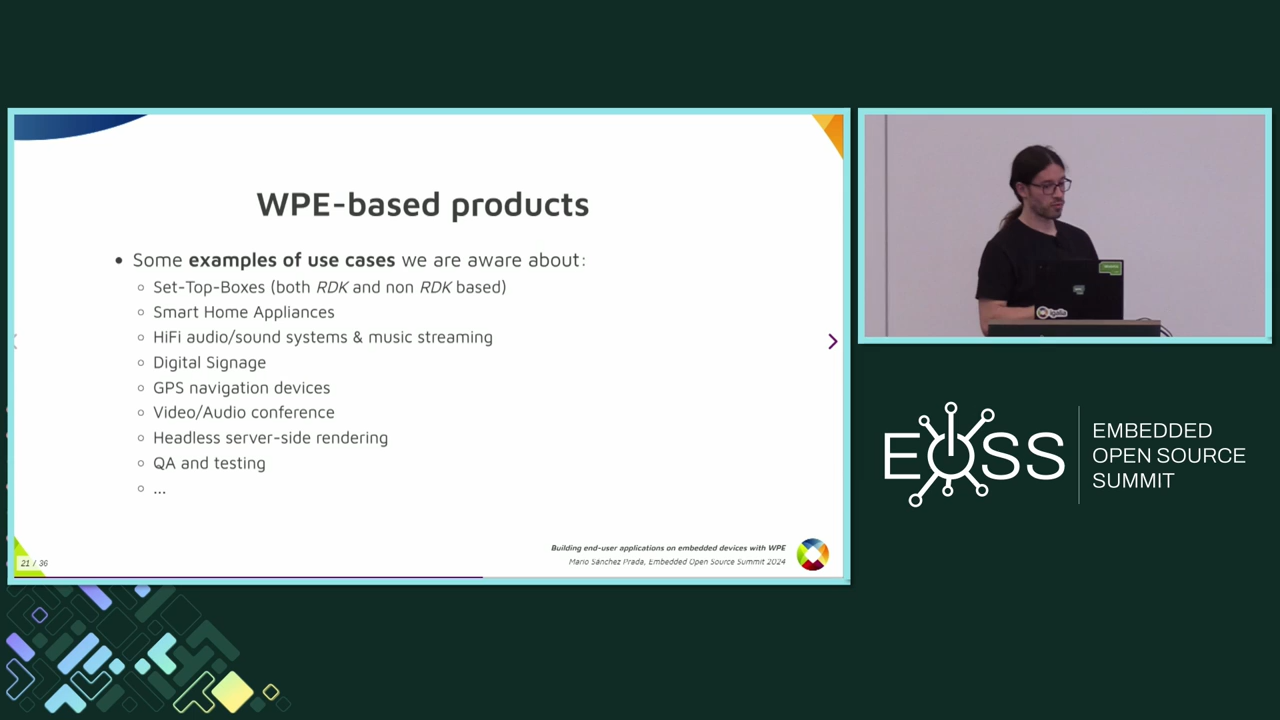 WPE-based products
• Some examples of use cases we are aware about:
◦ Set-Top-Boxes (both RDK and non RDK based)
◦ Smart Home Appliances
◦ HiFi audio/sound systems & music streaming
◦ Digital Signage
◦ GPS navigation devices
◦ Video/Audio conference
◦ Headless server-side rendering
◦ QA and testing
◦ ...
Building end-user applications on embedded devices with WPE
Mario Sánchez Prada, Embedded Open Source Summit 2024
21 / 36
igalia
EOSS
EMBEDDED
OPEN SOURCE
SUMMIT